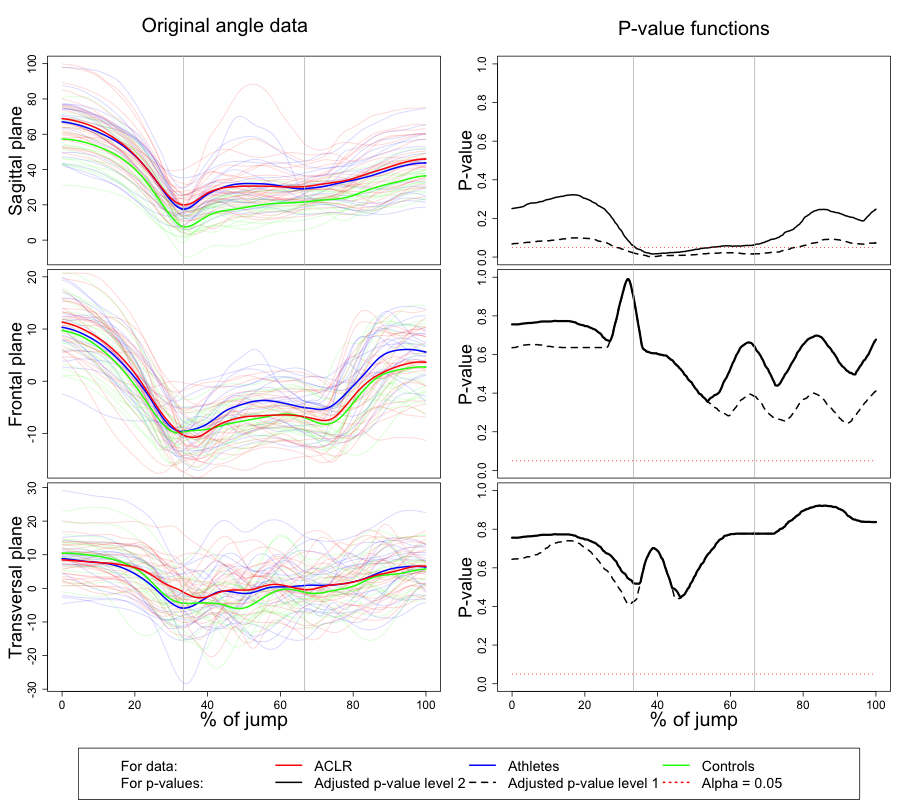 Original angle data
P-value functions
Sagittal plane
0 20 40 60 80 100
P-value
0.0 0.2 0.4 0.6 0.8 1.0
Frontal plane
-10 0 10 20
P-value
0.0 0.2 0.4 0.6 0.8 1.0
Transversal plane
-30 -20 -10 0 10 20 30
P-value
0.0 0.2 0.4 0.6 0.8 1.0
0 20 40 60 80 100
0 20 40 60 80 100
% of jump
% of jump
For data: ACLR Athletes Controls
For p-values: Adjusted p-value level 2 Adjusted p-value level 1 Alpha = 0.05